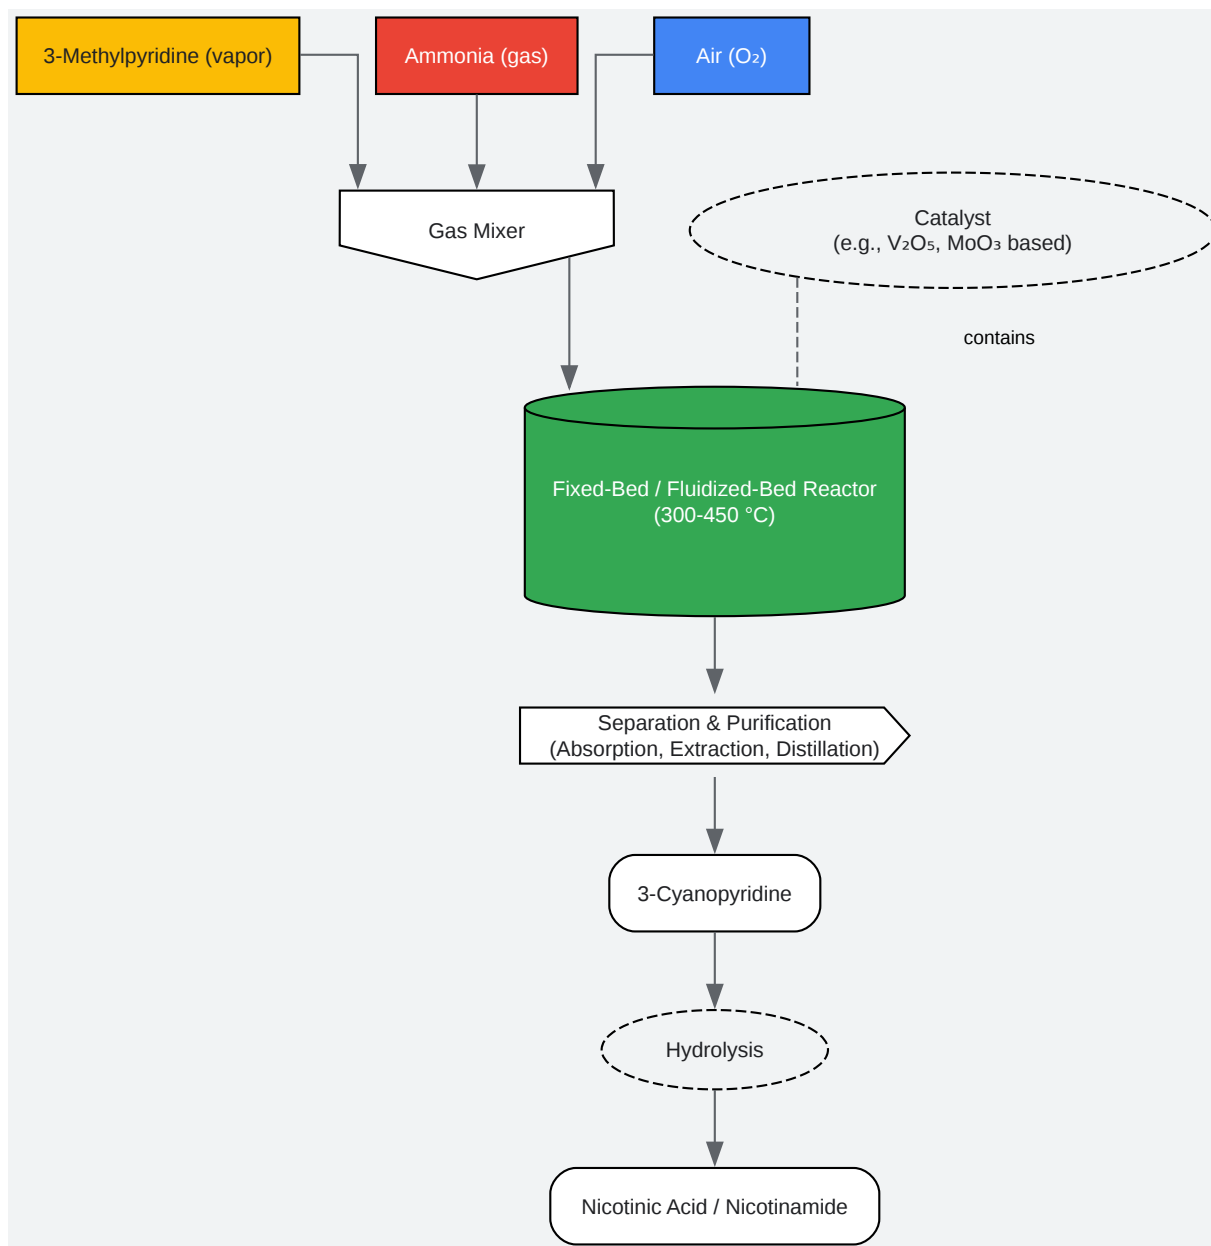 3-Methylpyridine (vapor)
Ammonia (gas)
Air (O₂)
Gas Mixer
Catalyst
(e.g., V₂O₅, MoO₃ based)
contains
Fixed-Bed / Fluidized-Bed Reactor
(300-450 °C)
Separation & Purification
(Absorption, Extraction, Distillation)
3-Cyanopyridine
Hydrolysis
Nicotinic Acid / Nicotinamide